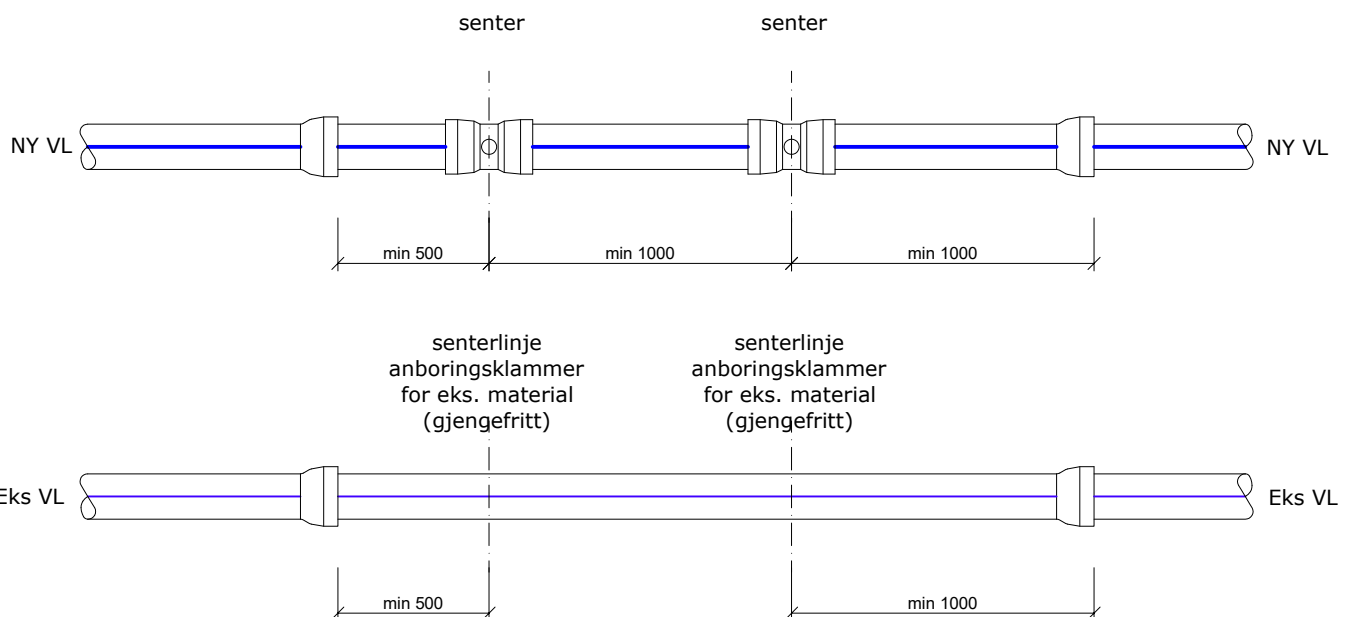 senter
senter
NY VL
NY VL
min 500
min 1000
min 1000
senterlinje
anboringsklammer
for eks. material
(gjengefritt)
senterlinje
anboringsklammer
for eks. material
(gjengefritt)
Eks VL
Eks VL
min 500
min 1000